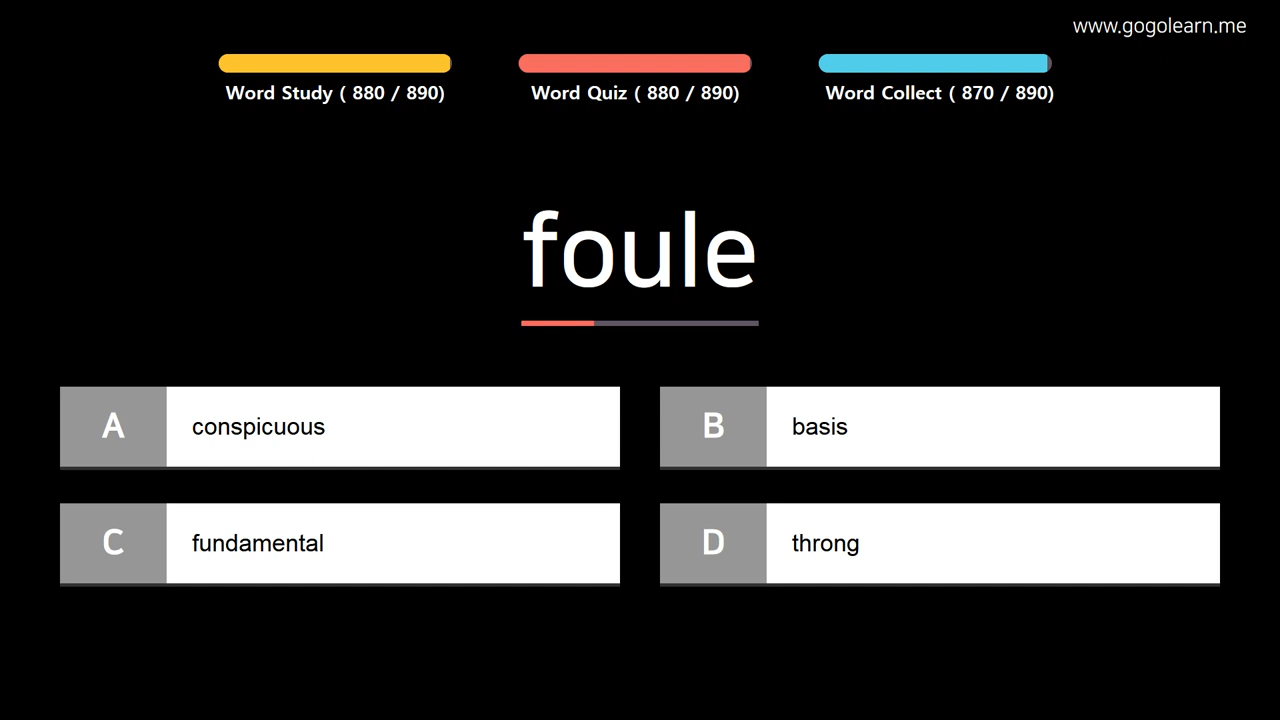 www.gogolearn.me
Word Study ( 880 / 890)
Word Quiz ( 880 / 890)
Word Collect ( 870 / 890)
foule
A
conspicuous
B
basis
C
fundamental
D
throng